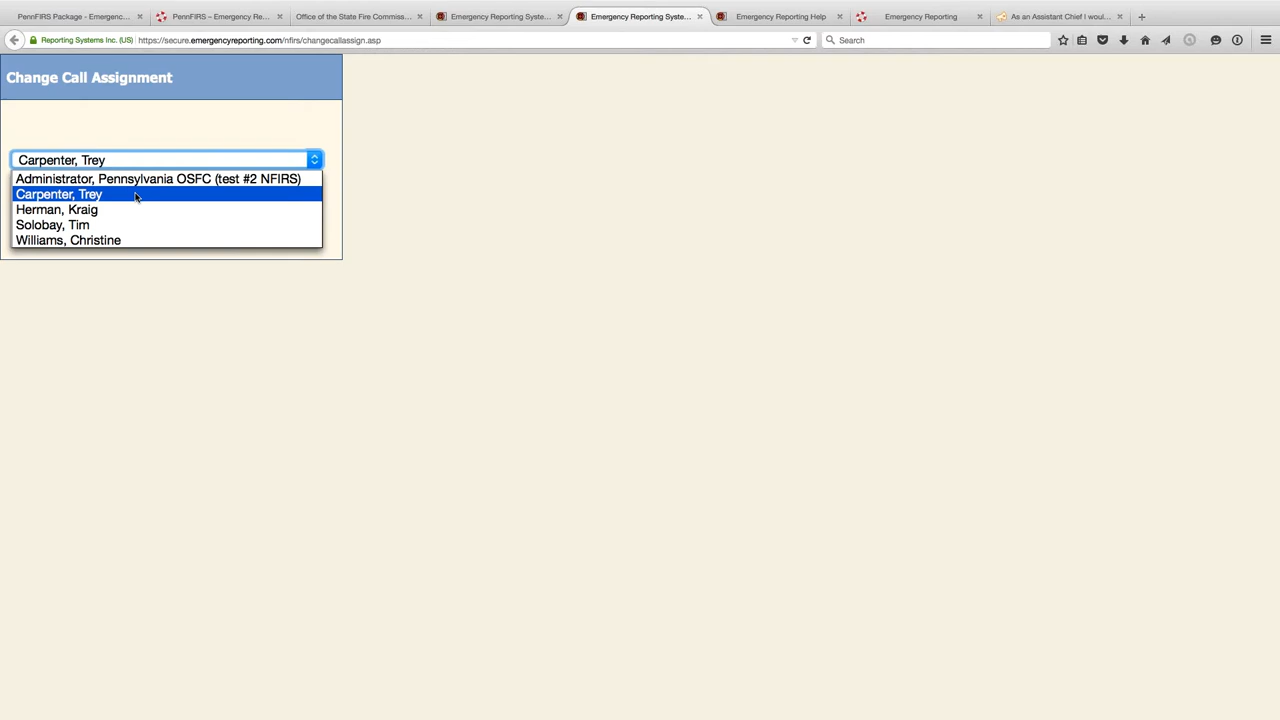 PennFIRS Package - Emergenc...
PennFIRS – Emergency Re...
Office of the State Fire Commiss...
Emergency Reporting Syste...
Emergency Reporting Syste...
Emergency Reporting Help
Emergency Reporting
As an Assistant Chief I woul...
Reporting Systems Inc. (US)
https://secure.emergencyreporting.com/nfirs/changecallassign.asp
Search
Change Call Assignment
Carpenter, Trey
Administrator, Pennsylvania OSFC (test #2 NFIRS)
Carpenter, Trey
Herman, Kraig
Solobay, Tim
Williams, Christine